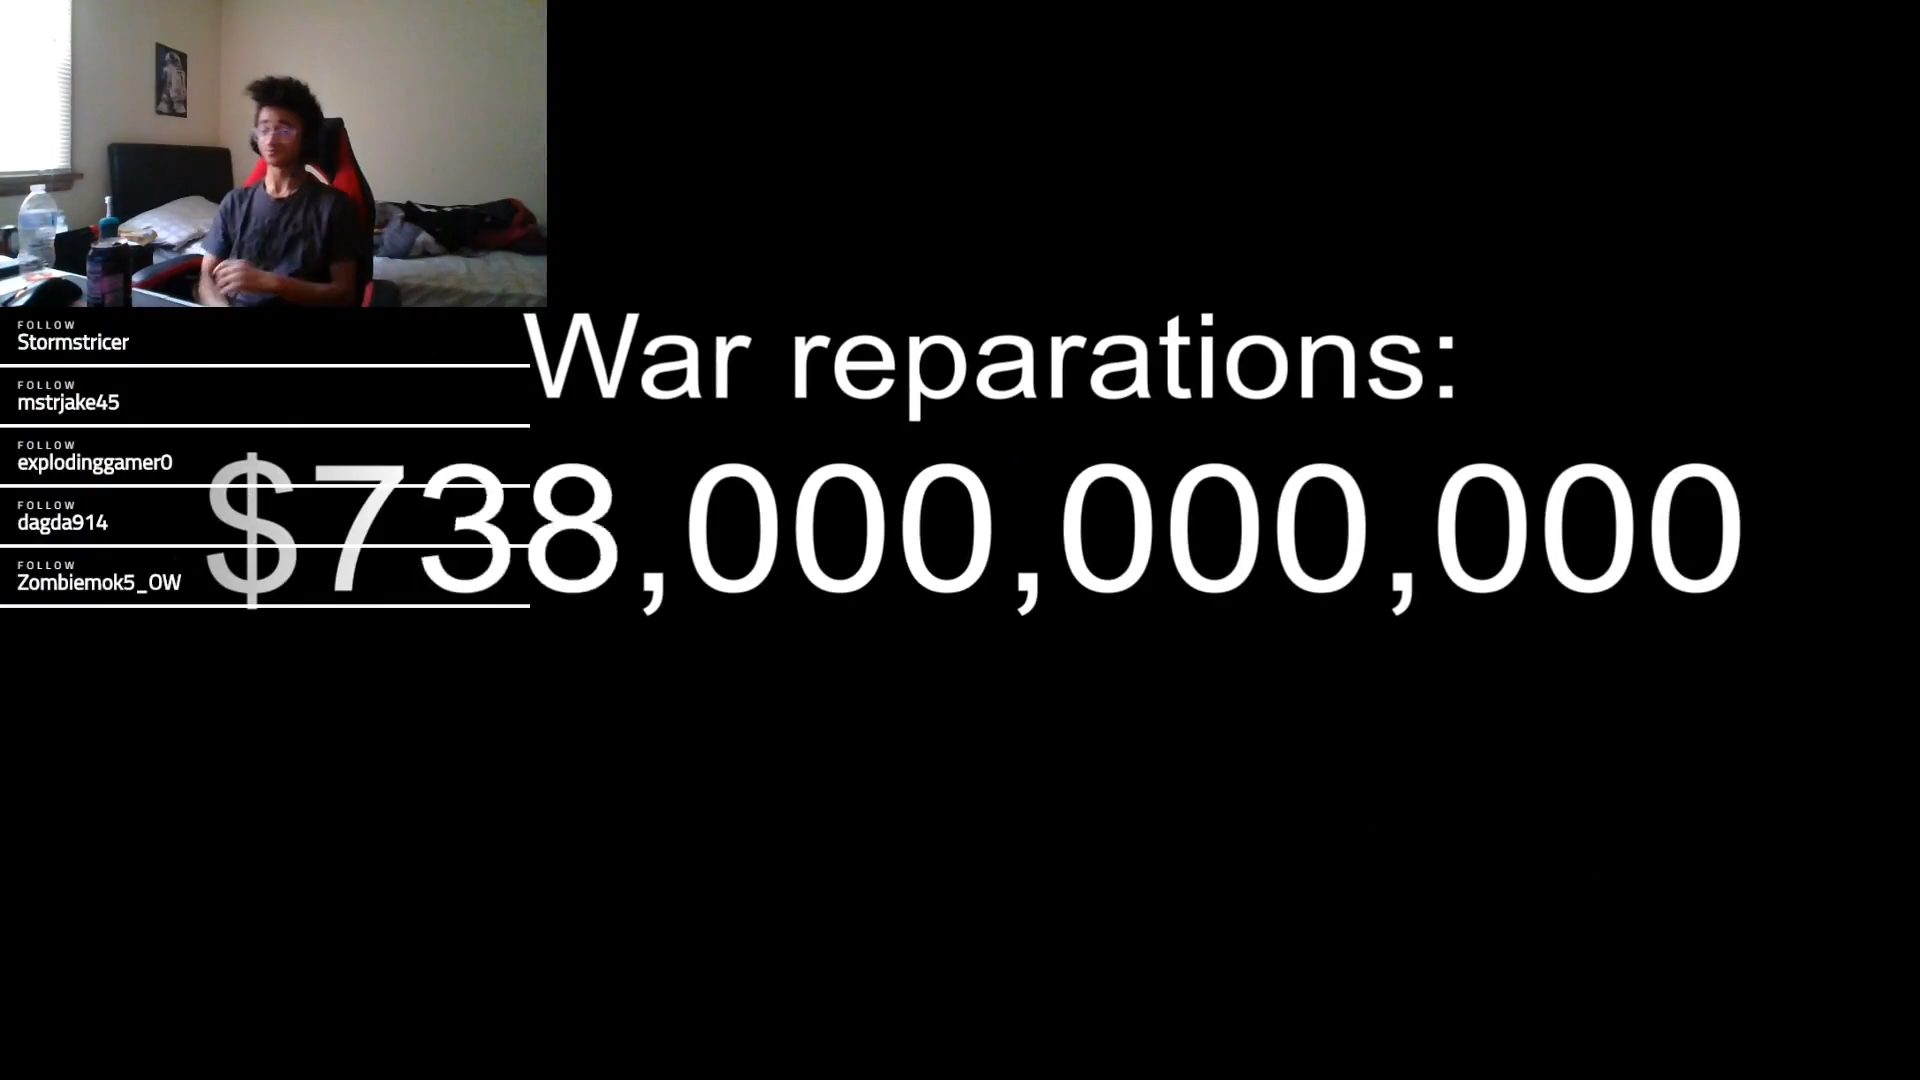 FOLLOW
Stormstricer
FOLLOW
mstrjake45
FOLLOW
explodinggamer0
FOLLOW
dagda914
FOLLOW
Zombiemok5_OW
War reparations:
$738,000,000,000